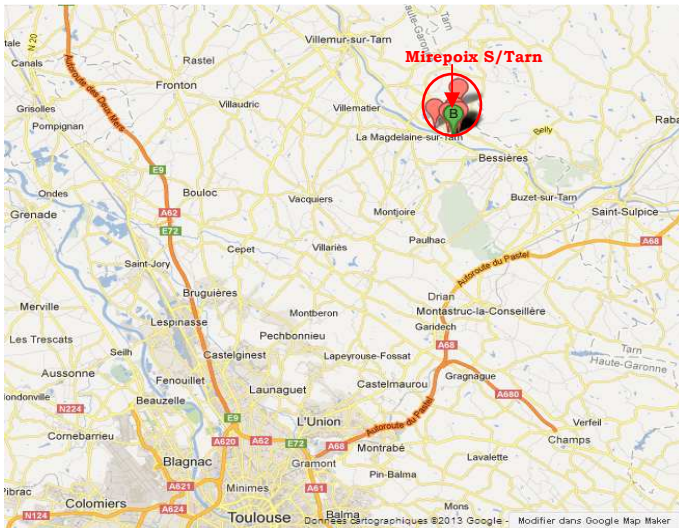 Villemur-sur-Tarn
Haute-Garonne
Tarn
N 20
Canals
Rastel
Mirepoix S/Tarn
Autoroute des Deux Mers
Fronton
Grisolles
Villaudric
Villematier
B
Pompignan
La Magdelaine-sur-Tarn
Belly
Bessières
E9
Ondes
Bouloc
Vacquiers
Buzet-sur-Tarn
Grenade
A62
Montjoire
Saint-Sulpice
E72
Cepet
Villariès
Paulhac
A68
Saint-Jory
Autoroute du Pastel
Bruguières
Drian
Merville
Montberon
Montastruc-la-Conseillère
Lespinasse
Garidech
Les Trescats
Pechbonnieu
A68
Seilh
Castelginest
Lapeyrouse-Fossat
Tarn
Haute-Garonne
Aussonne
Fenouillet
Launaguet
Castelmaurou
Gragnague
A680
Beauzelle
N224
E9
L'Union
Autoroute du Pastel
Verfeil
Cornebarrieu
A620
A62
E72
A68
Montrabé
Champs
Blagnac
Gramont
Lavalette
Pibrac
A621
Minimes
A61
Pin-Balma
Colomiers
A624
Mons
N124
Toulouse
Balma
Données cartographiques ©2013 Google - Modifier dans Google Map Maker